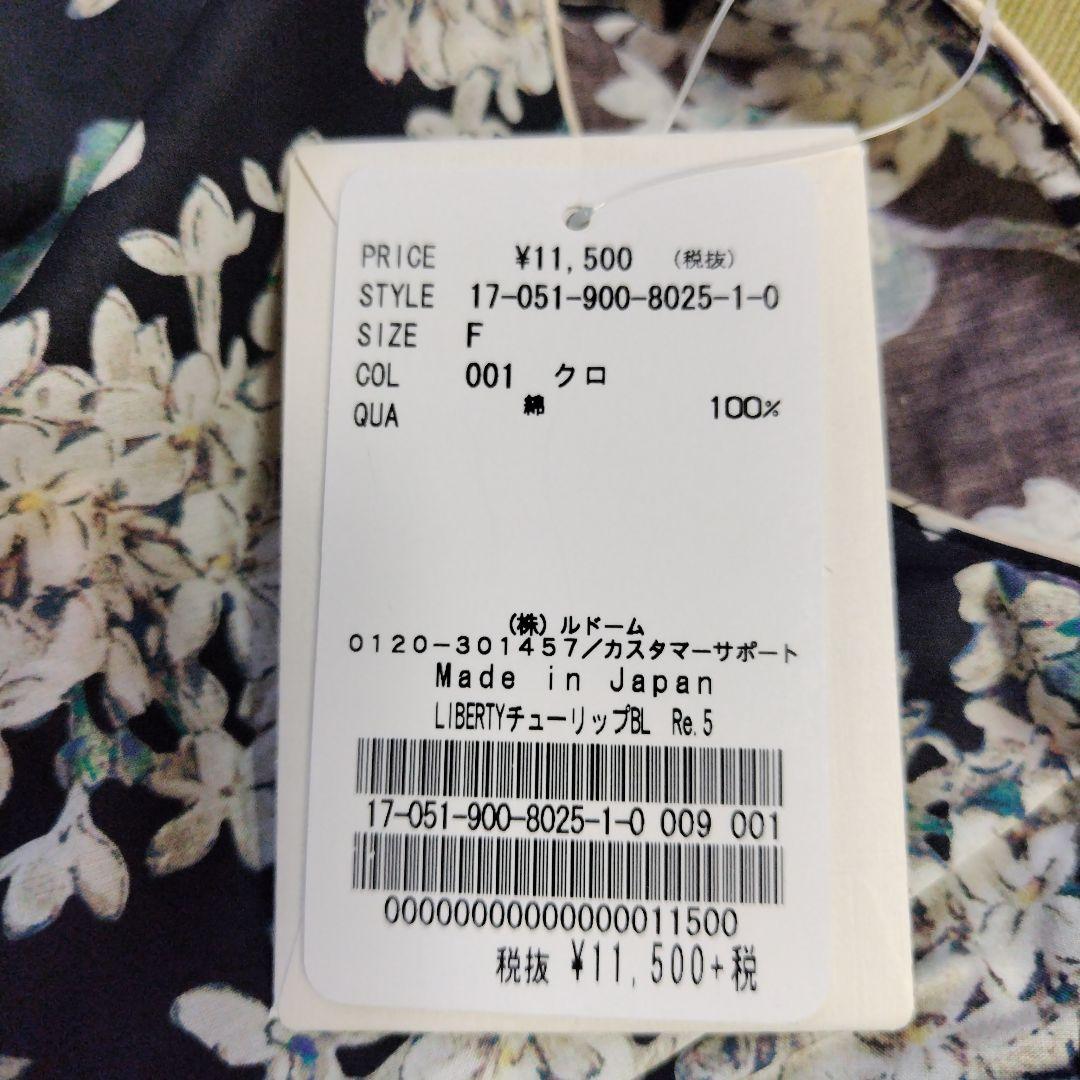 PRICE ¥11,500 (税抜)
STYLE 17-051-900-8025-1-0
SIZE F
COL 001 クロ
QUA 綿 100%
(株)ルドーム
0120-301457/カスタマーサポート
Made in Japan
LIBERTYチューリップBL Re.5
17-051-900-8025-1-0 009 001
000000000000000011500
税抜 ¥11,500+税